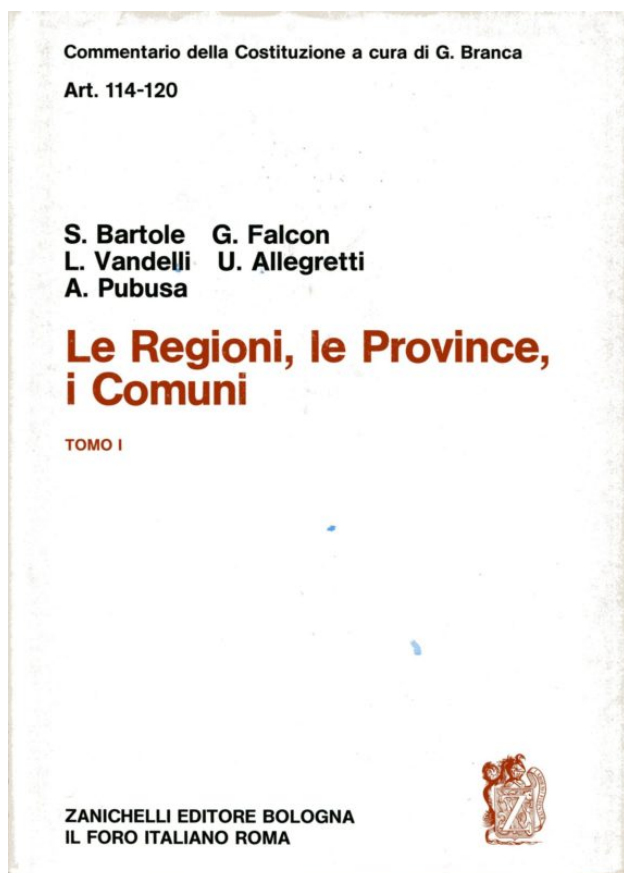 Commentario della Costituzione a cura di G. Branca
Art. 114-120
S. Bartole G. Falcon
L. Vandelli U. Allegretti
A. Pubusa
Le Regioni, le Province,
i Comuni
TOMO I
ZANICHELLI EDITORE BOLOGNA
IL FORO ITALIANO ROMA